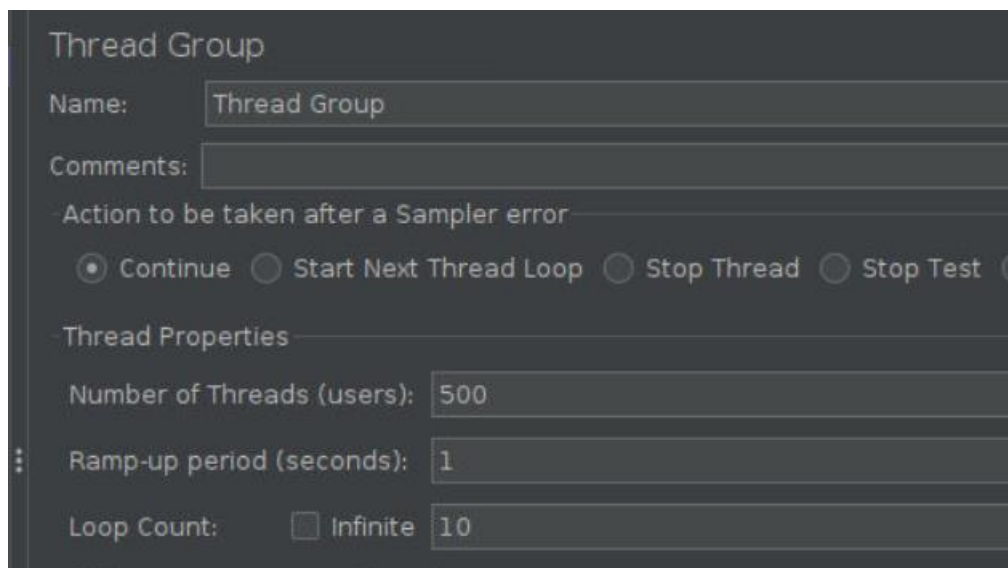 Thread Group
Name: Thread Group
Comments:
Action to be taken after a Sampler error
Continue Start Next Thread Loop Stop Thread Stop Test
Thread Properties
Number of Threads (users): 500
Ramp-up period (seconds): 1
Loop Count: Infinite 10